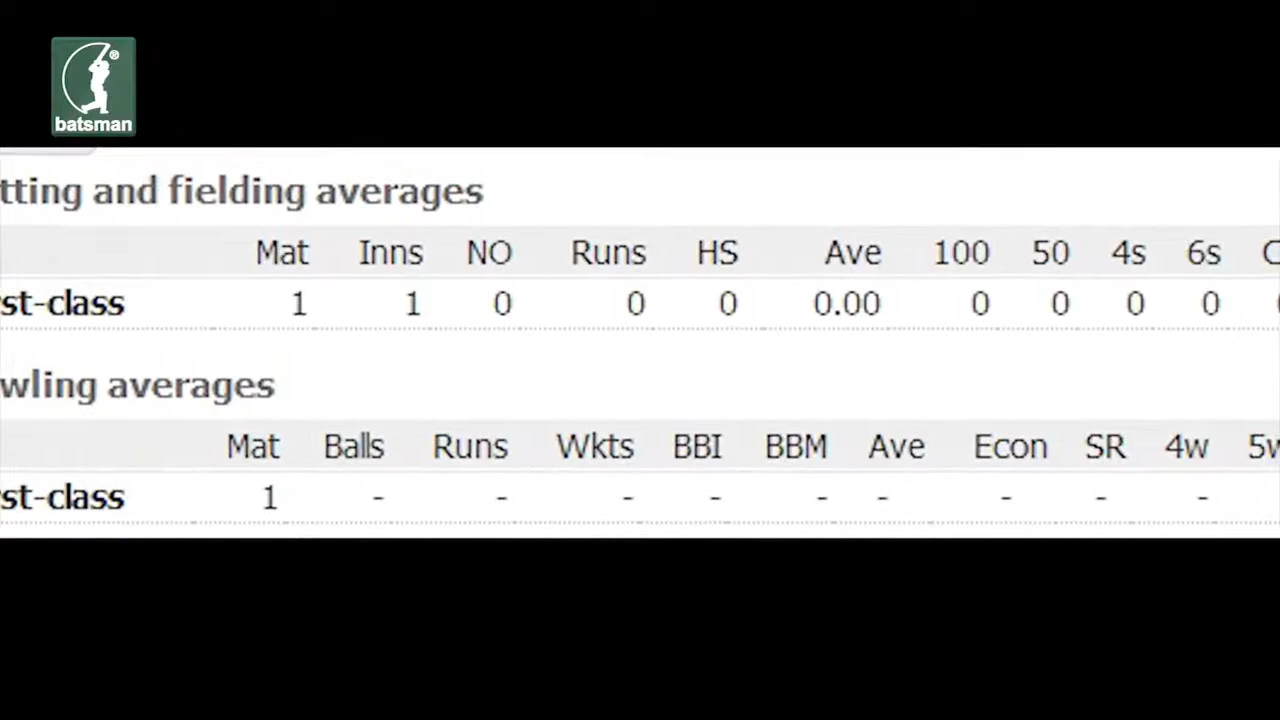 ®
batsman
tting and fielding averages
Mat Inns NO Runs HS Ave 100 50 4s 6s C
st-class 1 1 0 0 0 0.00 0 0 0 0
wling averages
Mat Balls Runs Wkts BBI BBM Ave Econ SR 4w 5w
st-class 1 - - - - - - - - -